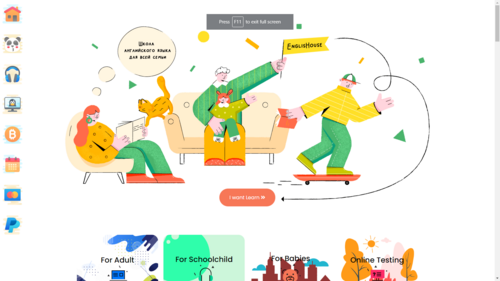 Press F11 to exit full screen
EnglisHouse
Школа
английского языка
для всей семьи
I want Learn
For Adult
For Schoolchild
For Babies
Online Testing